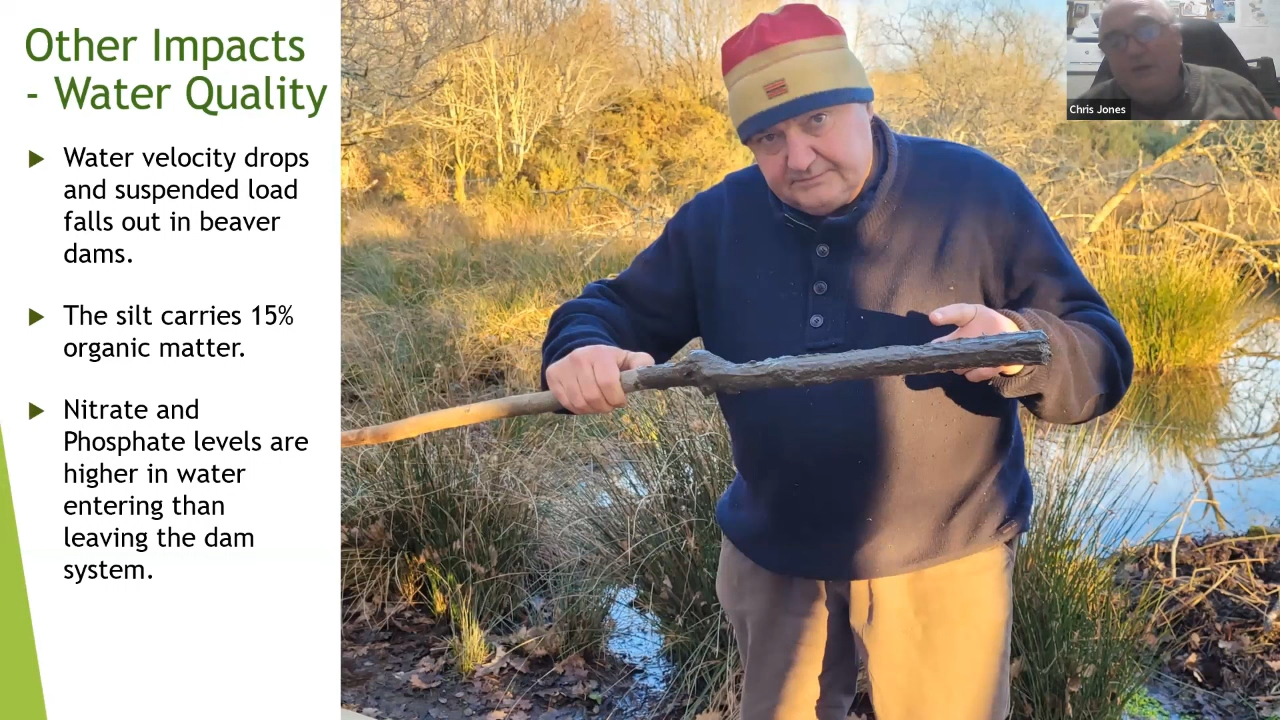 Other Impacts
- Water Quality
Water velocity drops
and suspended load
falls out in beaver
dams.
The silt carries 15%
organic matter.
Nitrate and
Phosphate levels are
higher in water
entering than
leaving the dam
system.
Chris Jones